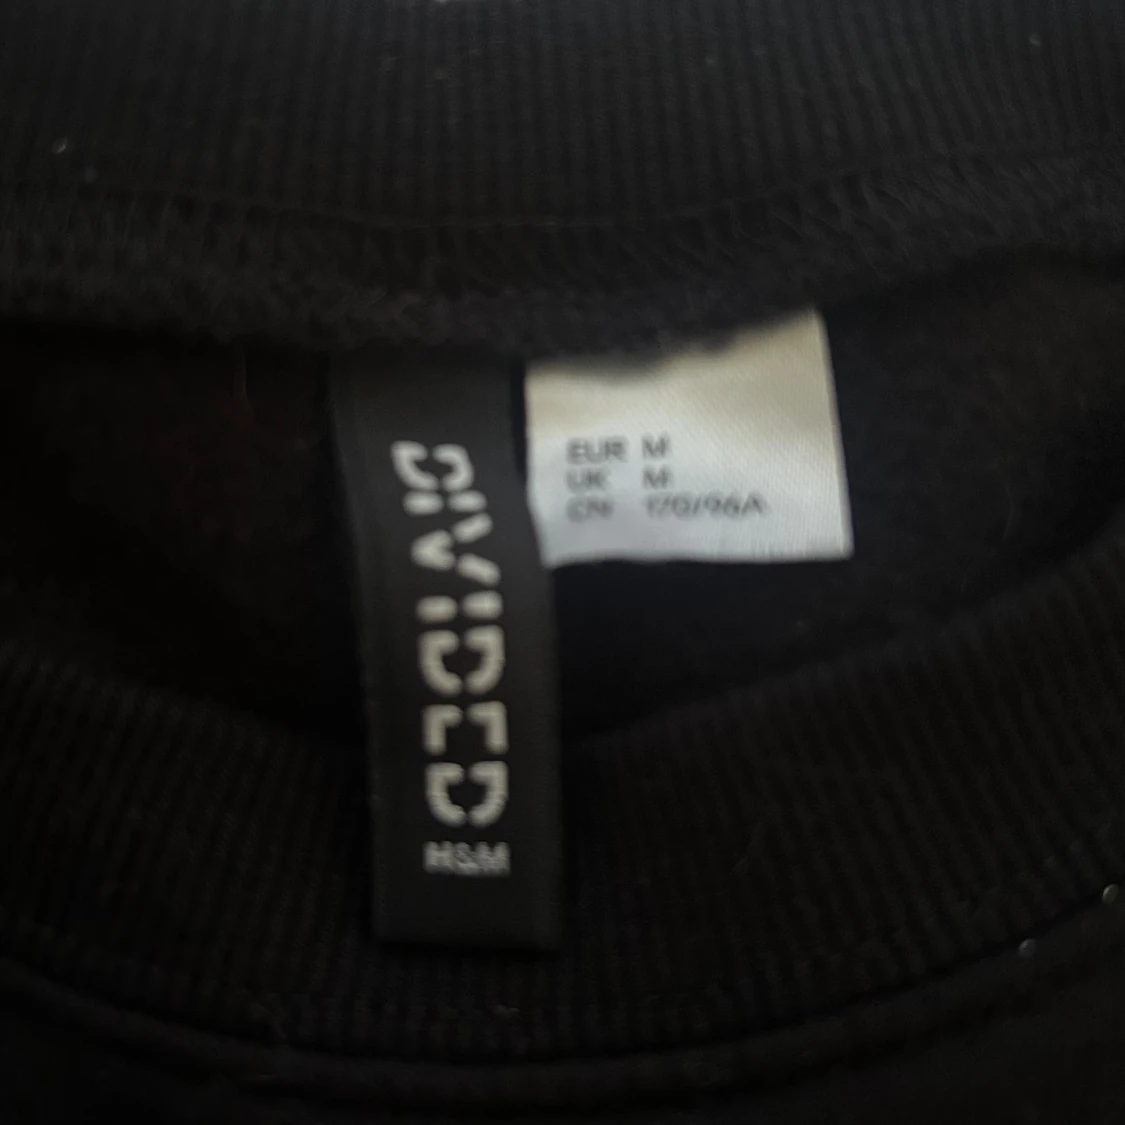 DIVIDED
H&M
EUR M
UK M
CN 170/96A